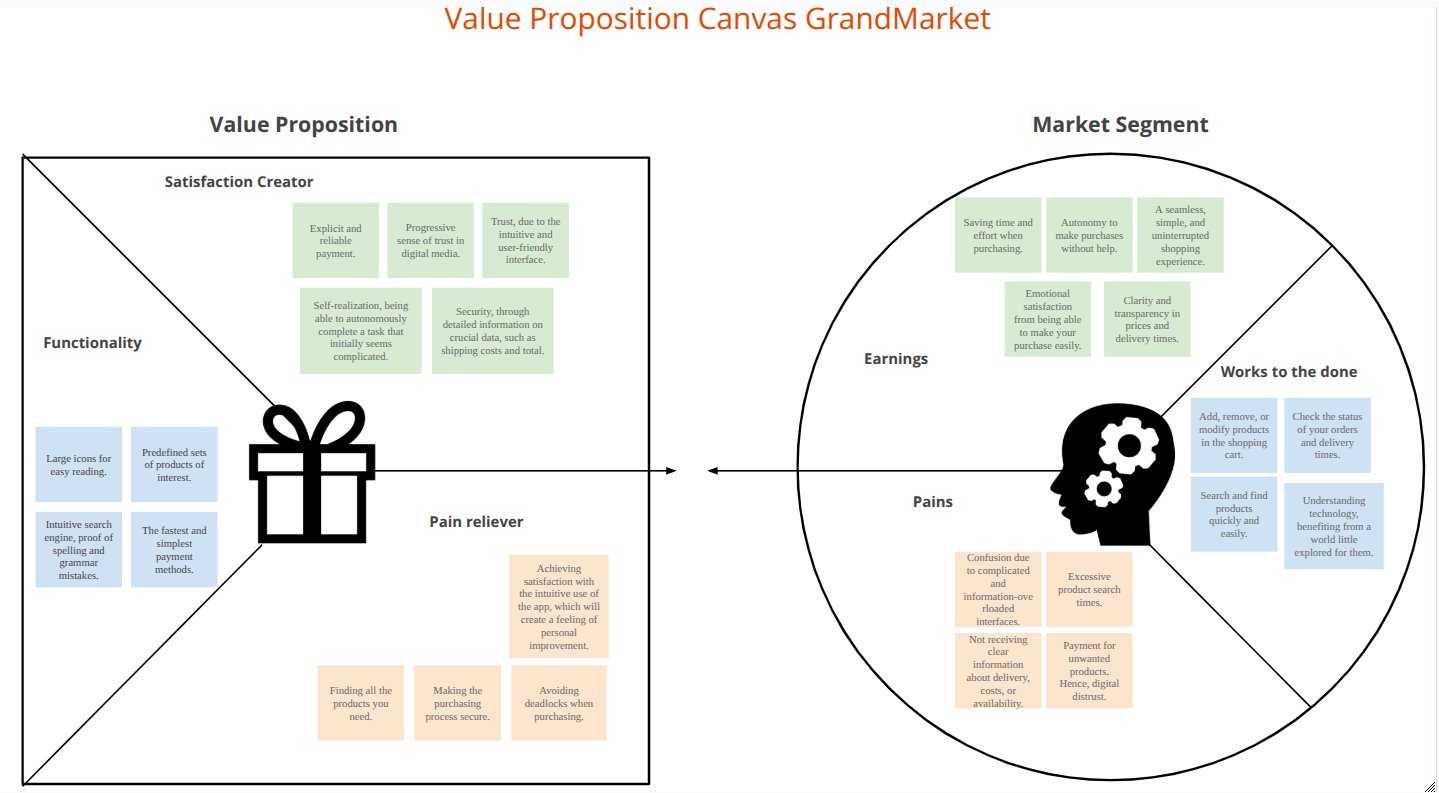 Value Proposition Canvas GrandMarket
Value Proposition
Satisfaction Creator
Explicit and
reliable
payment.
Progressive
sense of trust in
digital media.
Trust, due to the
intuitive and
user-friendly
interface.
Self-realization, being
able to autonomously
complete a task that
initially seems
complicated.
Security, through
detailed information on
crucial data, such as
shipping costs and total.
Functionality
Large icons for
easy reading.
Predefined sets
of products of
interest.
Intuitive search
engine, proof of
spelling and
grammar
mistakes.
The fastest and
simplest
payment
methods.
Pain reliever
Achieving
satisfaction with
the intuitive use of
the app, which will
create a feeling of
personal
improvement.
Finding all the
products you
need.
Making the
purchasing
process secure.
Avoiding
deadlocks when
purchasing.
Market Segment
Saving time and
effort when
purchasing.
Autonomy to
make purchases
without help.
A seamless,
simple, and
uninterrupted
shopping
experience.
Emotional
satisfaction
from being able
to make your
purchase easily.
Clarity and
transparency in
prices and
delivery times.
Earnings
Works to the done
Add, remove, or
modify products
in the shopping
cart.
Check the status
of your orders
and delivery
times.
Search and find
products
quickly and
easily.
Understanding
technology,
benefiting from a
world little
explored for them.
Pains
Confusion due
to complicated
and
information-ove
rloaded
interfaces.
Excessive
product search
times.
Not receiving
clear
information
about delivery,
costs, or
availability.
Payment for
unwanted
products.
Hence, digital
distrust.